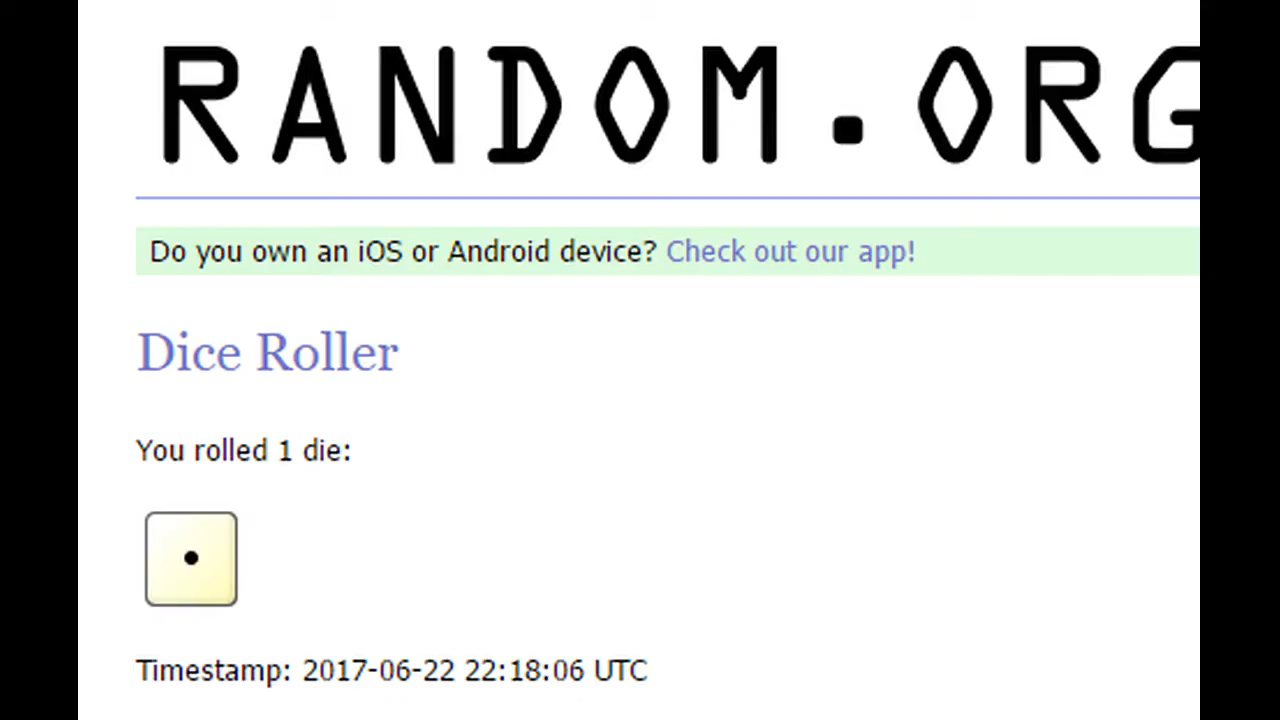 RANDOM.ORG
Do you own an iOS or Android device? Check out our app!
Dice Roller
You rolled 1 die:
Timestamp: 2017-06-22 22:18:06 UTC